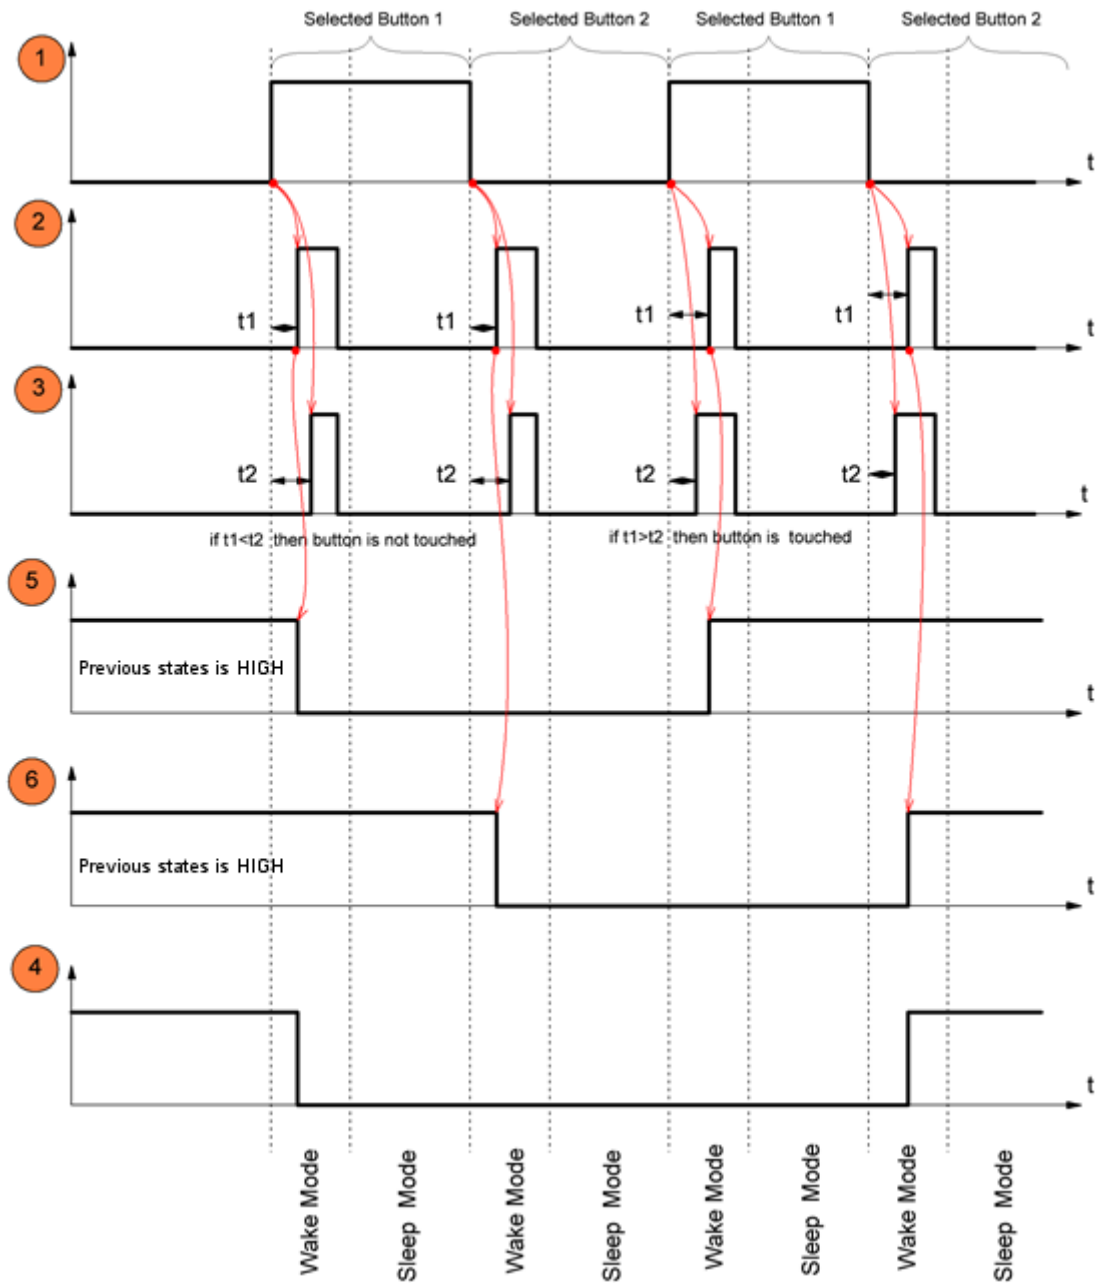 Selected Button 1
Selected Button 2
Selected Button 1
Selected Button 2
1
t
2
t1
t1
t1
t1
t
3
t2
t2
t2
t2
t
if t1<t2 then button is not touched
if t1>t2 then button is touched
5
Previous states is HIGH
t
6
Previous states is HIGH
t
4
t
Wake Mode
Sleep Mode
Wake Mode
Sleep Mode
Wake Mode
Sleep Mode
Wake Mode
Sleep Mode